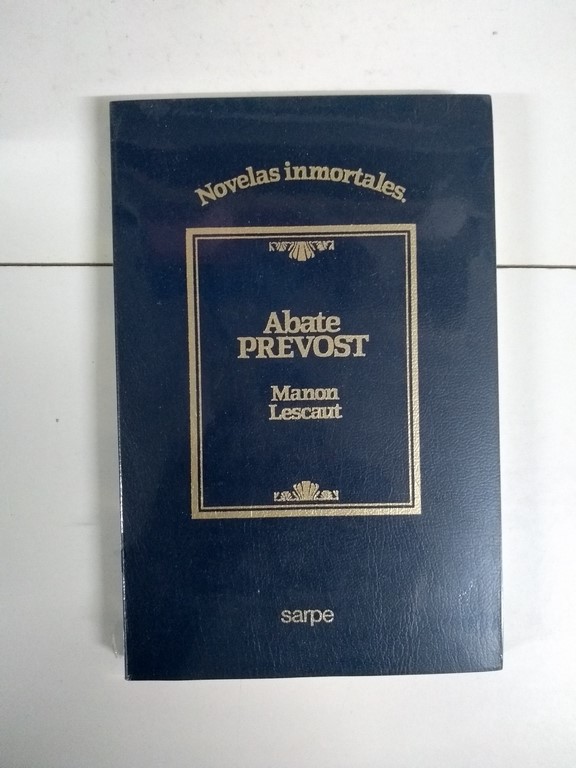 Novelas inmortales.
Abate
PREVOST
Manon
Lescaut
sarpe